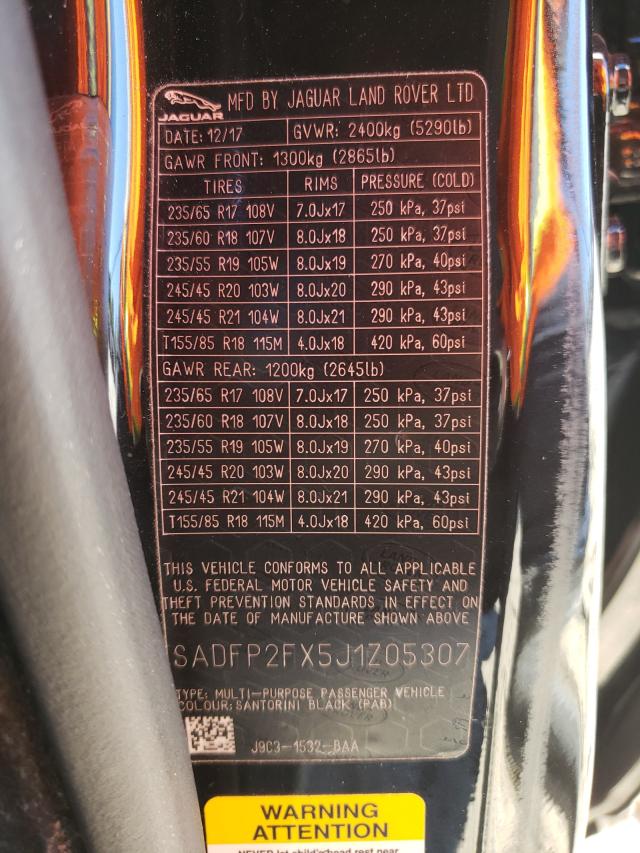 JAGUAR
MFD BY JAGUAR LAND ROVER LTD
DATE: 12/17 GVWR: 2400kg (5290lb)
GAWR FRONT: 1300kg (2865lb)
TIRES RIMS PRESSURE (COLD)
235/65 R17 108V 7.0Jx17 250 kPa, 37psi
235/60 R18 107V 8.0Jx18 250 kPa, 37psi
235/55 R19 105W 8.0Jx19 270 kPa, 40psi
245/45 R20 103W 8.0Jx20 290 kPa, 43psi
245/45 R21 104W 8.0Jx21 290 kPa, 43psi
T155/85 R18 115M 4.0Jx18 420 kPa, 60psi
GAWR REAR: 1200kg (2645lb)
235/65 R17 108V 7.0Jx17 250 kPa, 37psi
235/60 R18 107V 8.0Jx18 250 kPa, 37psi
235/55 R19 105W 8.0Jx19 270 kPa, 40psi
245/45 R20 103W 8.0Jx20 290 kPa, 43psi
245/45 R21 104W 8.0Jx21 290 kPa, 43psi
T155/85 R18 115M 4.0Jx18 420 kPa, 60psi
THIS VEHICLE CONFORMS TO ALL APPLICABLE
U.S. FEDERAL MOTOR VEHICLE SAFETY AND
THEFT PREVENTION STANDARDS IN EFFECT ON
THE DATE OF MANUFACTURE SHOWN ABOVE
SADFP2FX5J1Z05307
TYPE: MULTI-PURPOSE PASSENGER VEHICLE
COLOUR: SANTORINI BLACK (PAB)
J9C3-1532-BAA
WARNING
ATTENTION
NEVER let child's head rest near